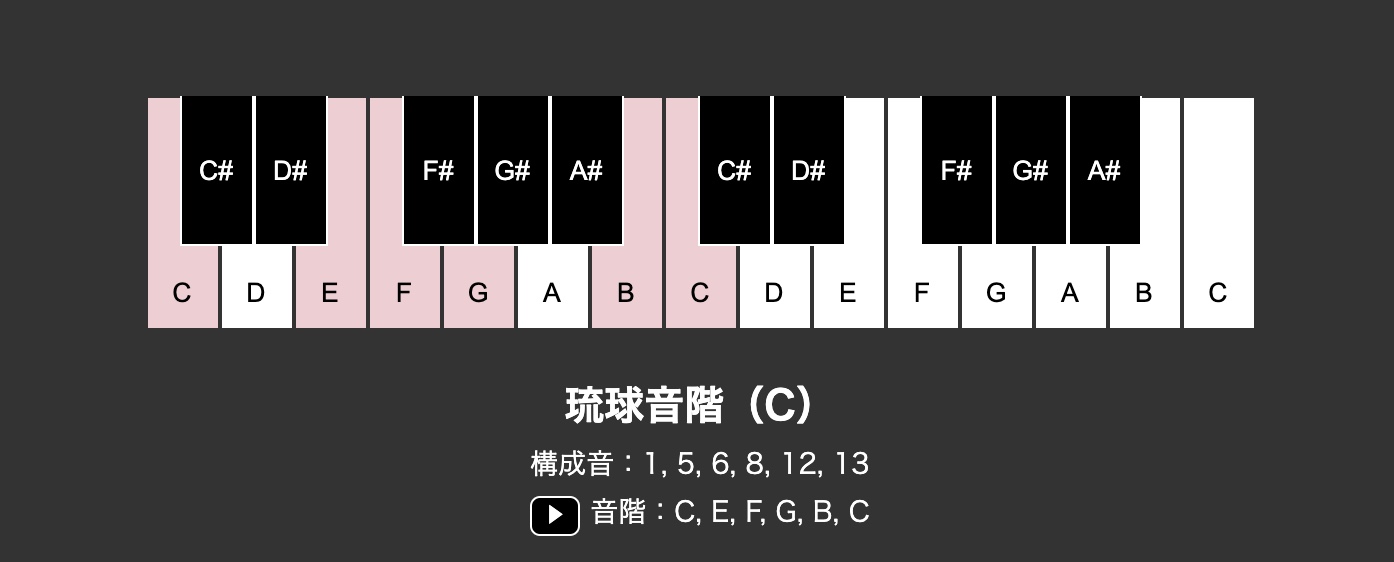 C# D# F# G# A# C# D# F# G# A#
C D E F G A B C D E F G A B C
琉球音階（C）
構成音：1, 5, 6, 8, 12, 13
音階：C, E, F, G, B, C